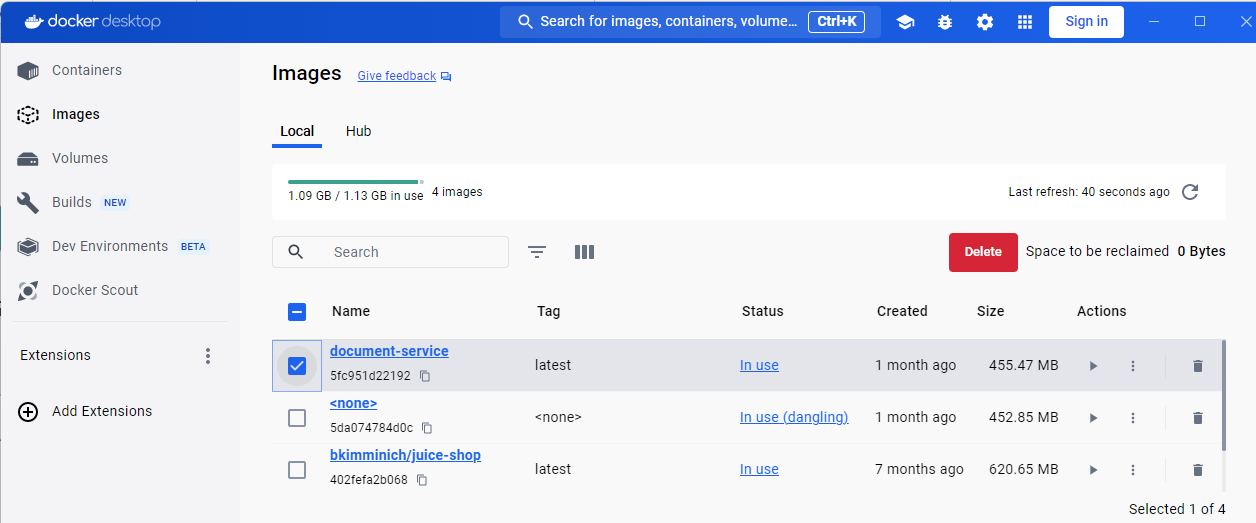 docker desktop
Search for images, containers, volume... Ctrl+K
Sign in
Containers
Images
Volumes
Builds NEW
Dev Environments BETA
Docker Scout
Extensions
Add Extensions
Images Give feedback
Local Hub
1.09 GB / 1.13 GB in use 4 images
Last refresh: 40 seconds ago
Search
Delete Space to be reclaimed 0 Bytes
Name Tag Status Created Size Actions
document-service
5fc951d22192
latest In use 1 month ago 455.47 MB
<none>
5da074784d0c
<none> In use (dangling) 1 month ago 452.85 MB
bkimminich/juice-shop
402fefa2b068
latest In use 7 months ago 620.65 MB
Selected 1 of 4